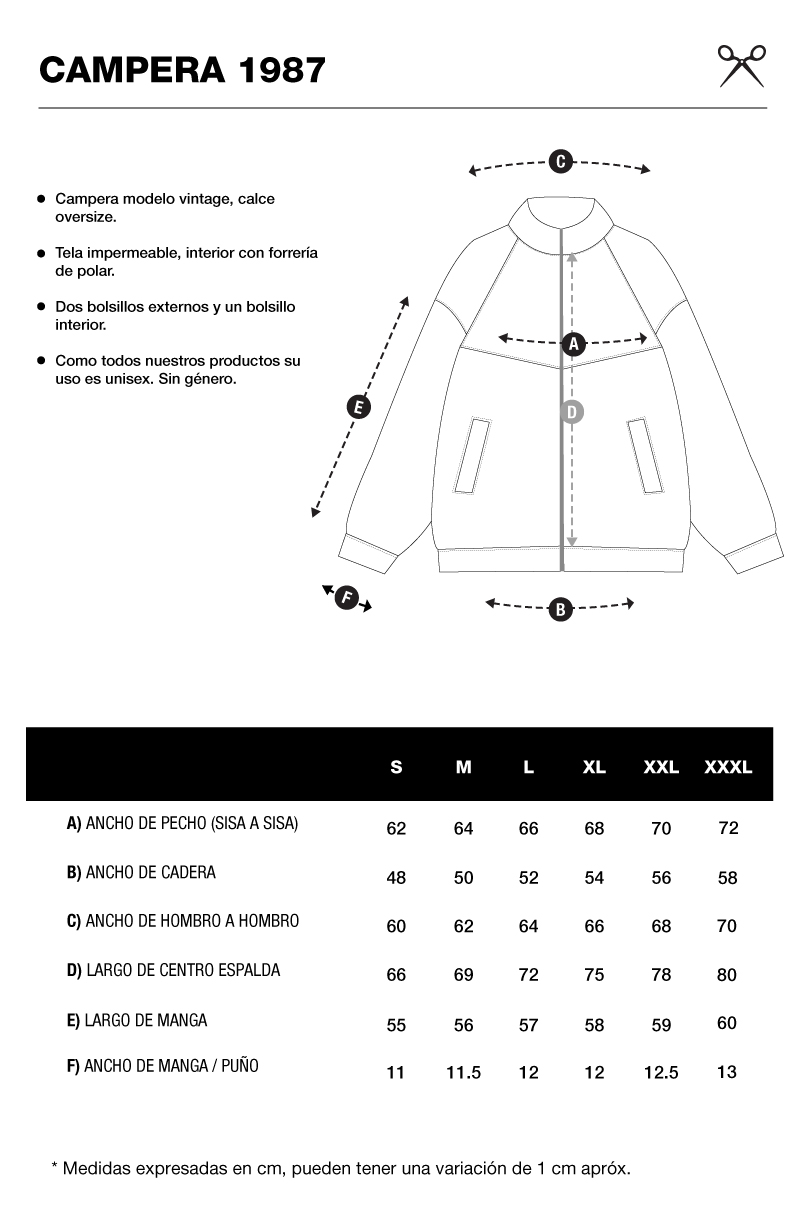 CAMPERA 1987
Campera modelo vintage, calce
oversize.
Tela impermeable, interior con forrería
de polar.
Dos bolsillos externos y un bolsillo
interior.
Como todos nuestros productos su
uso es unisex. Sin género.
C
A
E
D
F
B
S M L XL XXL XXXL
A) ANCHO DE PECHO (SISA A SISA) 62 64 66 68 70 72
B) ANCHO DE CADERA 48 50 52 54 56 58
C) ANCHO DE HOMBRO A HOMBRO 60 62 64 66 68 70
D) LARGO DE CENTRO ESPALDA 66 69 72 75 78 80
E) LARGO DE MANGA 55 56 57 58 59 60
F) ANCHO DE MANGA / PUÑO 11 11.5 12 12 12.5 13
* Medidas expresadas en cm, pueden tener una variación de 1 cm apróx.